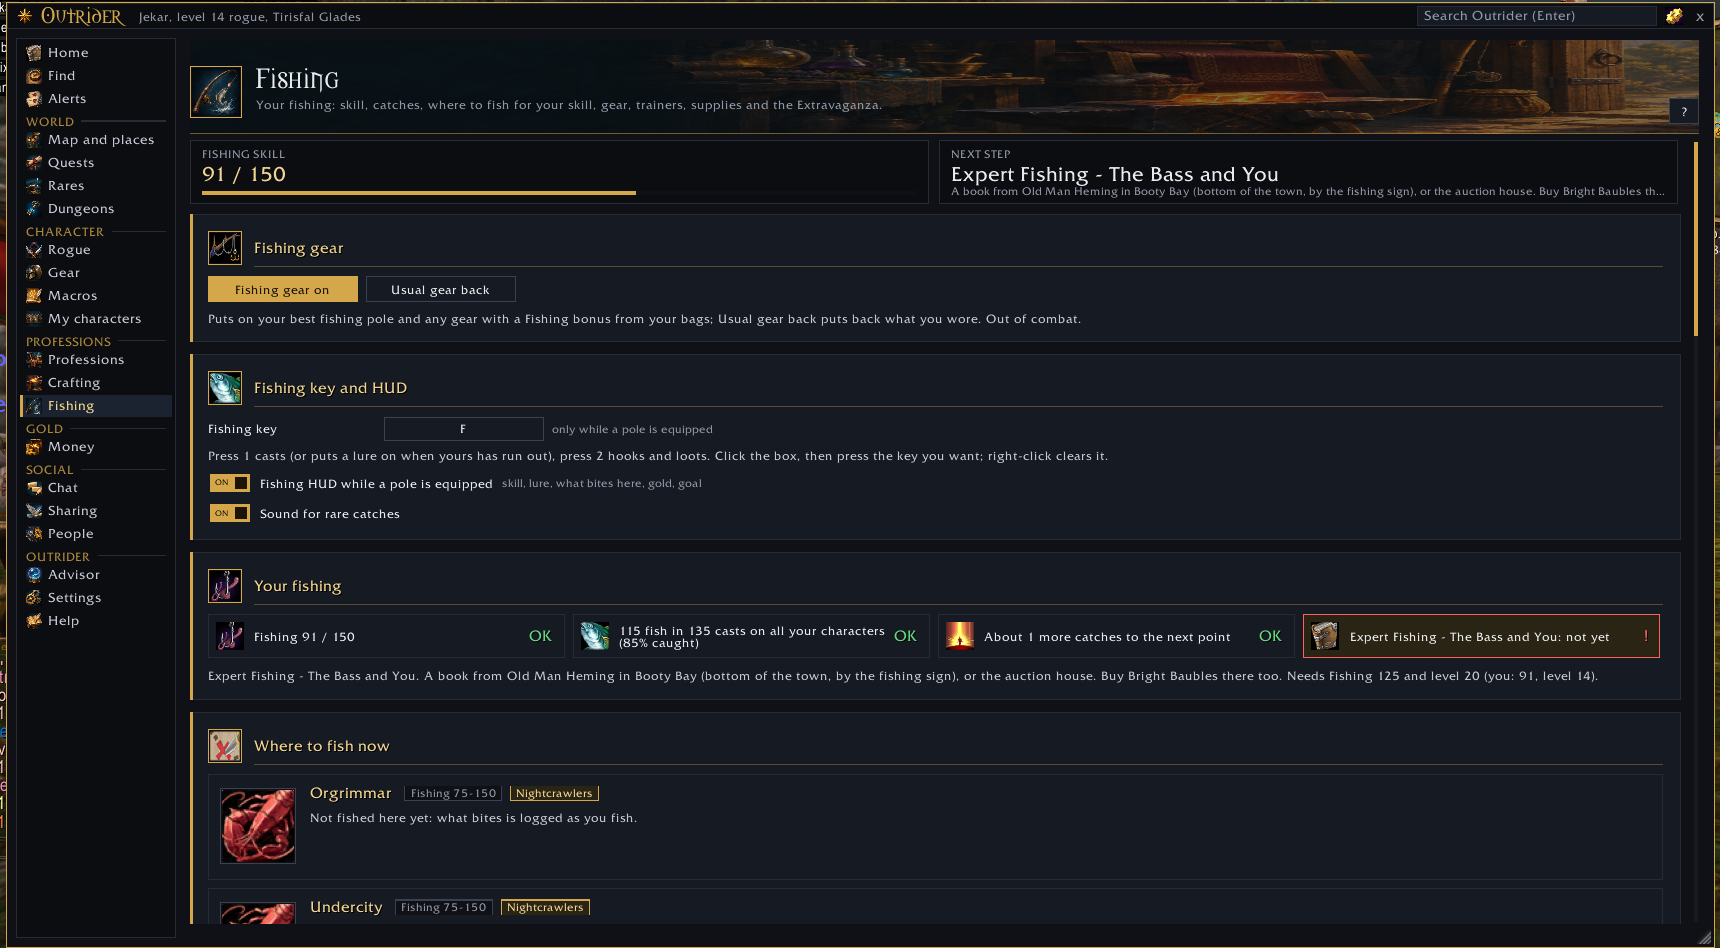 Outrider
Jekar, level 14 rogue, Tirisfal Glades
Search Outrider (Enter)
x
Home
Find
Alerts
WORLD
Map and places
Quests
Rares
Dungeons
CHARACTER
Rogue
Gear
Macros
My characters
PROFESSIONS
Professions
Crafting
Fishing
GOLD
Money
SOCIAL
Chat
Sharing
People
OUTRIDER
Advisor
Settings
Help
Fishing
Your fishing: skill, catches, where to fish for your skill, gear, trainers, supplies and the Extravaganza.
?
FISHING SKILL
91 / 150
NEXT STEP
Expert Fishing - The Bass and You
A book from Old Man Heming in Booty Bay (bottom of the town, by the fishing sign), or the auction house. Buy Bright Baubles th...
Fishing gear
Fishing gear on
Usual gear back
Puts on your best fishing pole and any gear with a Fishing bonus from your bags; Usual gear back puts back what you wore. Out of combat.
Fishing key and HUD
Fishing key
F
only while a pole is equipped
Press 1 casts (or puts a lure on when yours has run out), press 2 hooks and loots. Click the box, then press the key you want; right-click clears it.
ON
Fishing HUD while a pole is equipped
skill, lure, what bites here, gold, goal
ON
Sound for rare catches
Your fishing
Fishing 91 / 150
OK
115 fish in 135 casts on all your characters
(85% caught)
OK
About 1 more catches to the next point
OK
Expert Fishing - The Bass and You: not yet
!
Expert Fishing - The Bass and You. A book from Old Man Heming in Booty Bay (bottom of the town, by the fishing sign), or the auction house. Buy Bright Baubles there too. Needs Fishing 125 and level 20 (you: 91, level 14).
Where to fish now
Orgrimmar
Fishing 75-150
Nightcrawlers
Not fished here yet: what bites is logged as you fish.
Undercity
Fishing 75-150
Nightcrawlers